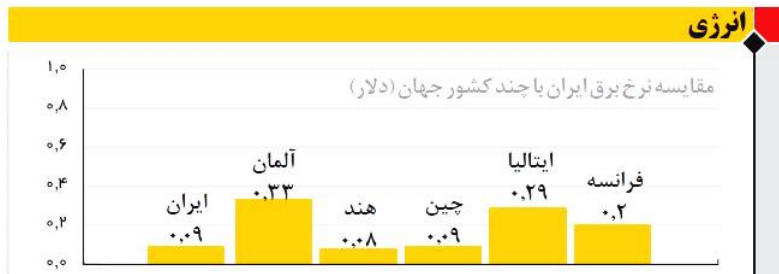 انرژی
مقایسه نرخ برق ایران با چند کشور جهان (دلار)
۱,۰
۰,۸
۰,۶
۰,۴
۰,۲
۰,۰
ایران
۰,۰۹
آلمان
۰,۳۳
هند
۰,۰۸
چین
۰,۰۹
ایتالیا
۰,۲۹
فرانسه
۰,۲